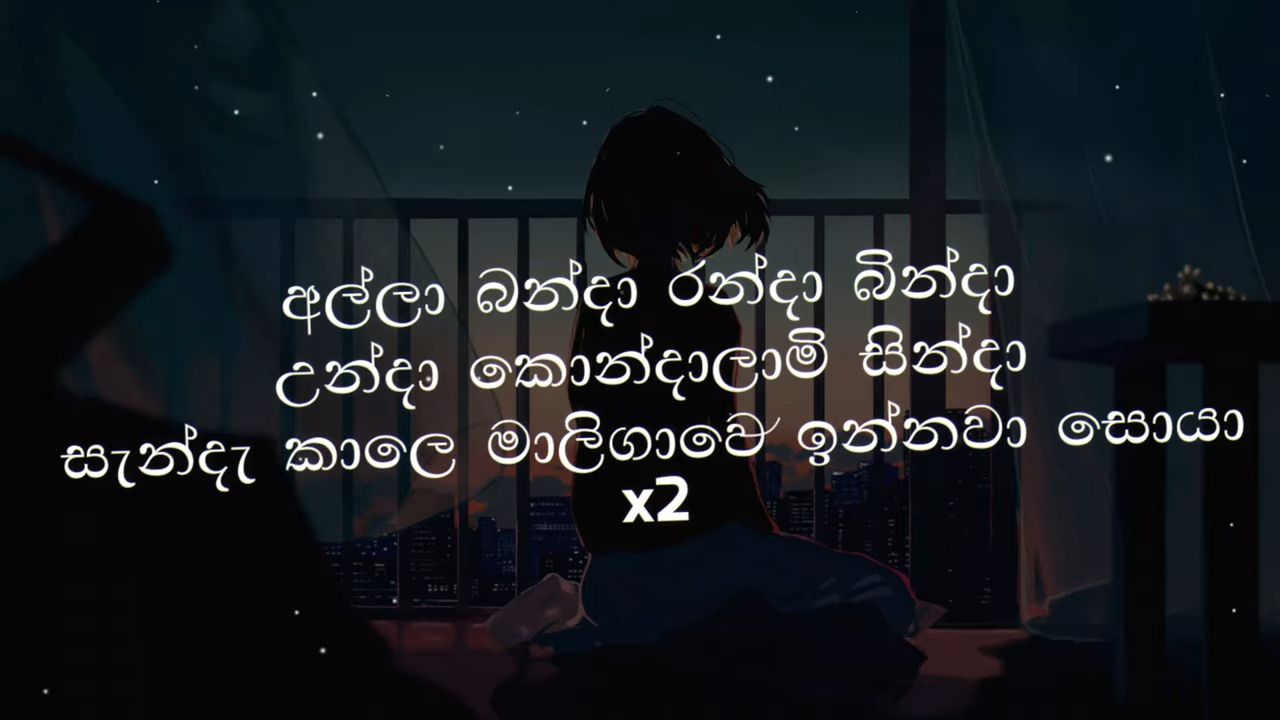 අල්ලා බන්දා රන්දා බින්දා
උන්දා කොන්දාලාමි සින්දා
සැන්දෑ කාලෙ මාලිගාවෙ ඉන්නවා සොයා
x2